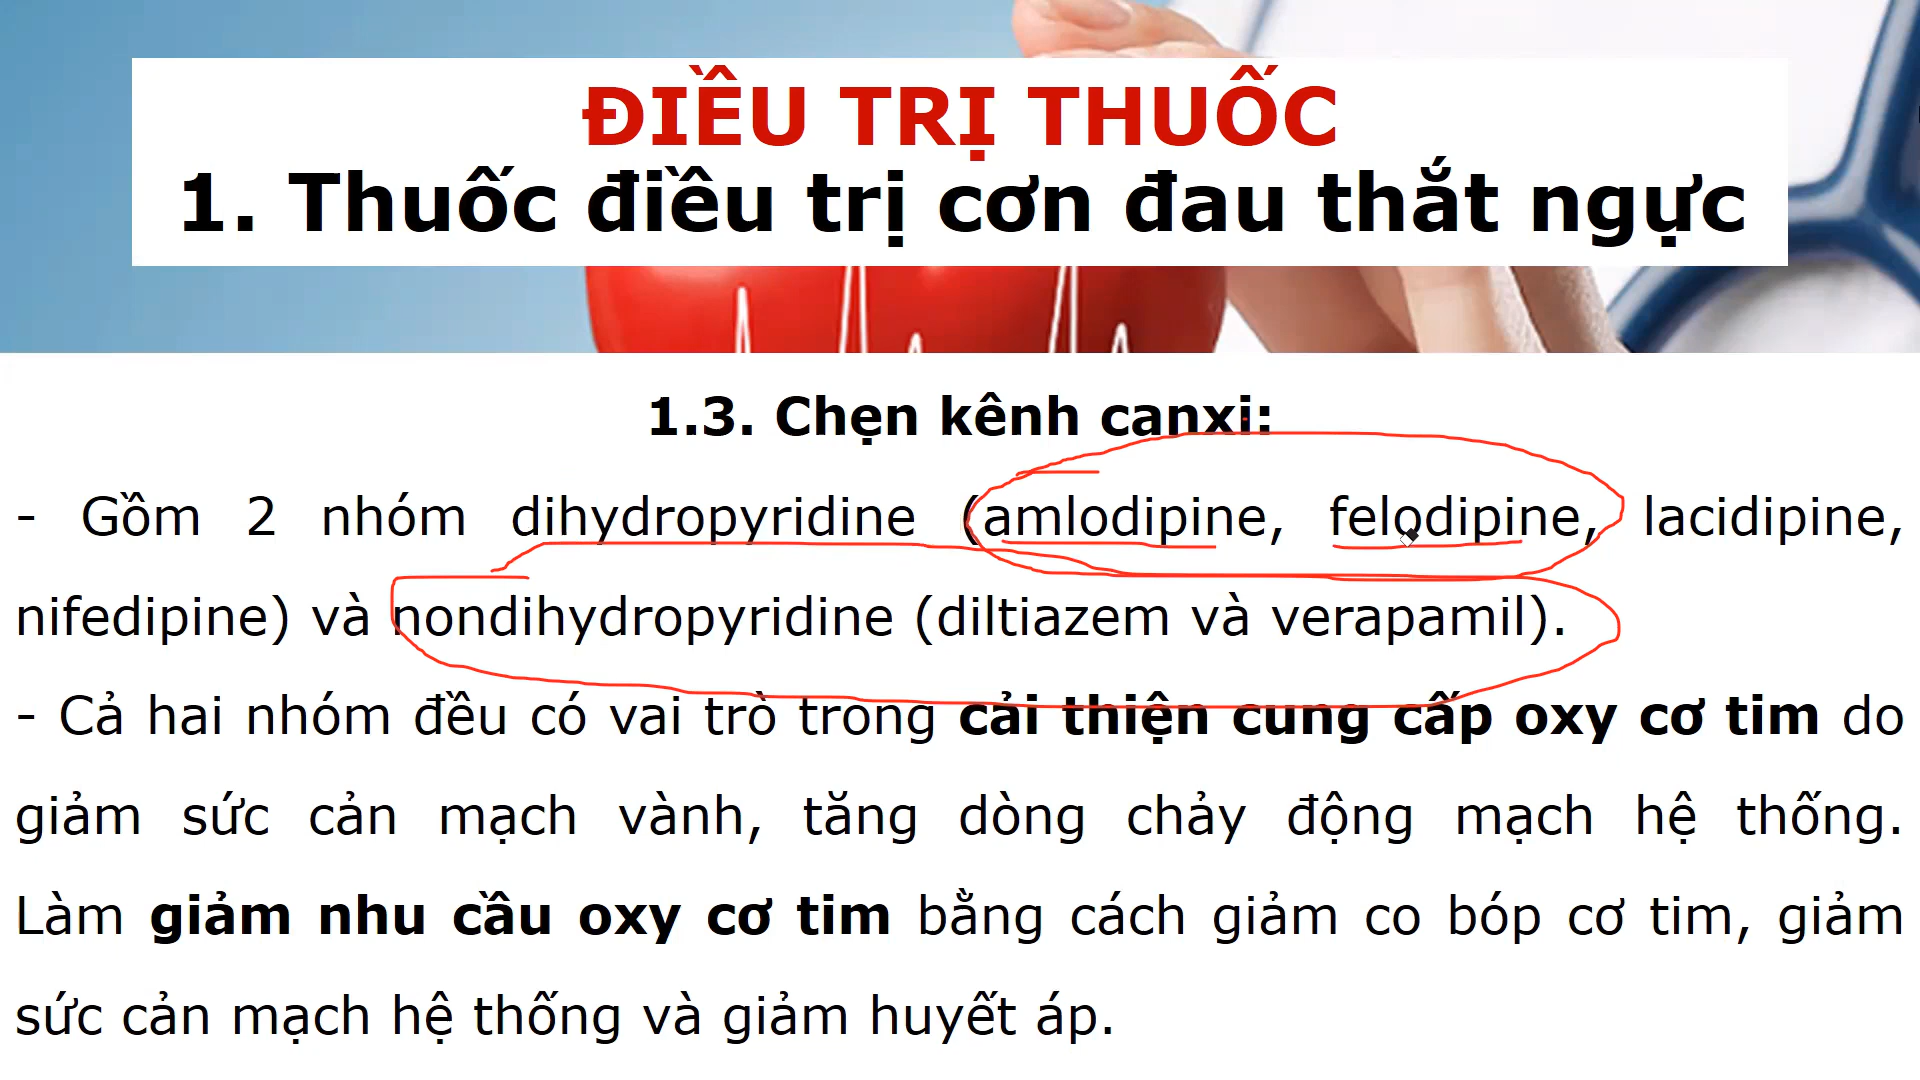 ĐIỀU TRỊ THUỐC
1. Thuốc điều trị cơn đau thắt ngực
1.3. Chẹn kênh canxi:
- Gồm 2 nhóm dihydropyridine (amlodipine, felodipine, lacidipine,
nifedipine) và nondihydropyridine (diltiazem và verapamil).
- Cả hai nhóm đều có vai trò trong cải thiện cung cấp oxy cơ tim do
giảm sức cản mạch vành, tăng dòng chảy động mạch hệ thống.
Làm giảm nhu cầu oxy cơ tim bằng cách giảm co bóp cơ tim, giảm
sức cản mạch hệ thống và giảm huyết áp.